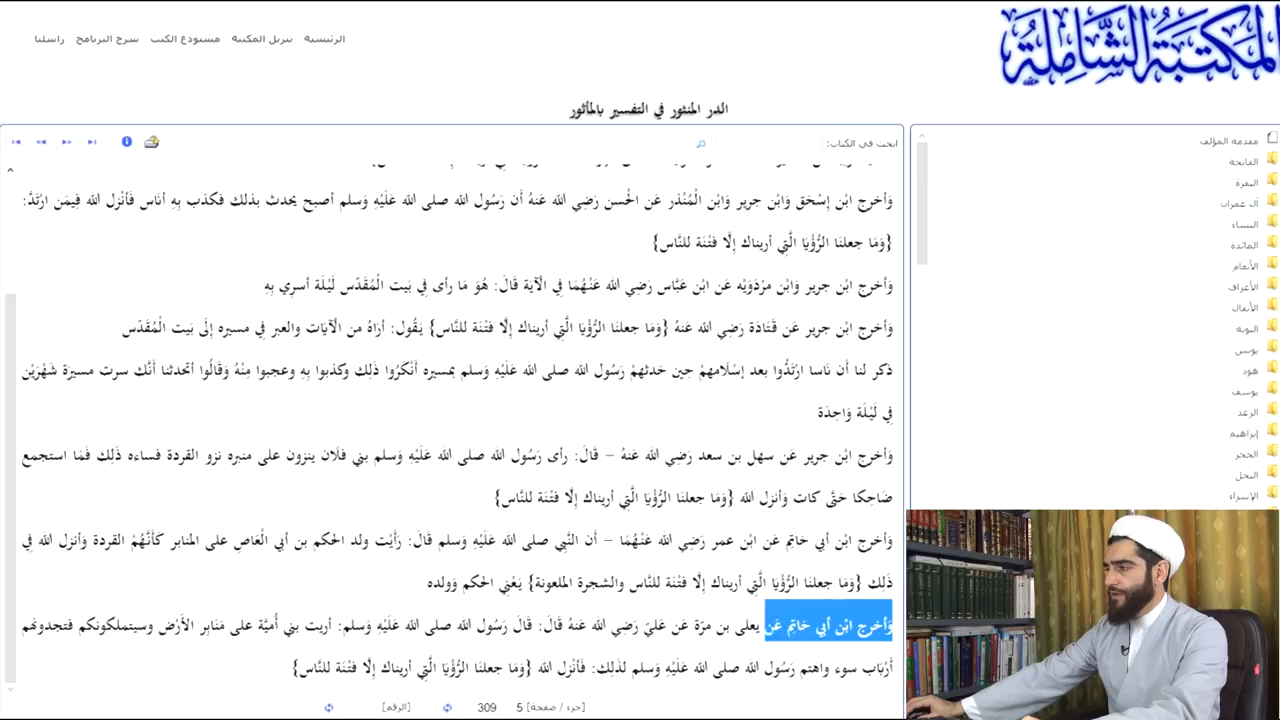 المكتبة الشاملة
الرئيسية تنزيل المكتبة مستودع الكتب شرح البرنامج راسلنا
الدر المنثور في التفسير بالمأثور
ابحث في الكتاب:
وَأخرج ابْن إِسْحَق وَابْن جرير وَابْن الْمُنْذر عَن الْحسن رَضِي الله عَنهُ أَن رَسُول الله صلى الله عَلَيْهِ وَسلم أصبح يحدث بذلك فكذب بِهِ أنَاس فَأنْزل الله فِيمَن ارْتَدَّ:
{وَمَا جعلنَا الرُّؤْيَا الَّتِي أريناك إِلَّا فتْنَة للنَّاس}
وَأخرج ابْن جرير وَابْن مرْدَوَيْه عَن ابْن عَبَّاس رَضِي الله عَنْهُمَا فِي الْآيَة قَالَ: هُوَ مَا رأى فِي بَيت الْمُقَدّس لَيْلَة أسرِي بِهِ
وَأخرج ابْن جرير عَن قَتَادَة رَضِي الله عَنهُ {وَمَا جعلنَا الرُّؤْيَا الَّتِي أريناك إِلَّا فتْنَة للنَّاس} يَقُول: أرَاهُ من الْآيَات والعبر فِي مسيره إِلَى بَيت الْمُقَدّس
ذكر لنا أَن نَاسا ارْتَدُّوا بعد إسْلَامهمْ حِين حَدثهمْ رَسُول الله صلى الله عَلَيْهِ وَسلم بمسيره أَنْكَرُوا ذَلِك وكذبوا بِهِ وعجبوا مِنْهُ وَقَالُوا أتحدثنا أَنَّك سرت مسيرَة شَهْرَيْن
فِي لَيْلَة وَاحِدَة
وَأخرج ابْن جرير عَن سهل بن سعد رَضِي الله عَنهُ – قَالَ: رأى رَسُول الله صلى الله عَلَيْهِ وَسلم بني فلَان ينزون على منبره نزو القردة فساءه ذَلِك فَمَا استجمع
ضَاحِكا حَتَّى كات وَأنزل الله {وَمَا جعلنَا الرُّؤْيَا الَّتِي أريناك إِلَّا فتْنَة للنَّاس}
وَأخرج ابْن أبي حَاتِم عَن ابْن عمر رَضِي الله عَنْهُمَا – أَن النَّبِي صلى الله عَلَيْهِ وَسلم قَالَ: رَأَيْت ولد الحكم بن أبي الْعَاصِ على المنابر كَأَنَّهُمْ القردة وَأنزل الله فِي
ذَلِك {وَمَا جعلنَا الرُّؤْيَا الَّتِي أريناك إِلَّا فتْنَة للنَّاس والشجرة الملعونة} يَعْنِي الحكم وَولده
وَأخرج ابْن أبي حَاتِم عَن يعلى بن مرّة عَن عَليّ رَضِي الله عَنهُ قَالَ: قَالَ رَسُول الله صلى الله عَلَيْهِ وَسلم: أريت بني أُميَّة على مَنَابِر الأَرْض وسيتملكونكم فتجدونهم
أَرْبَاب سوء واهتم رَسُول الله صلى الله عَلَيْهِ وَسلم لذَلِك: فَأنْزل الله {وَمَا جعلنَا الرُّؤْيَا الَّتِي أريناك إِلَّا فتْنَة للنَّاس}
[جزء / صفحة] 5 309 [الرقم]
مقدمة المؤلف
الفاتحة
البقرة
آل عمران
النساء
المائدة
الأنعام
الأعراف
الأنفال
التوبة
يونس
هود
يوسف
الرعد
إبراهيم
الحجر
النحل
الإسراء